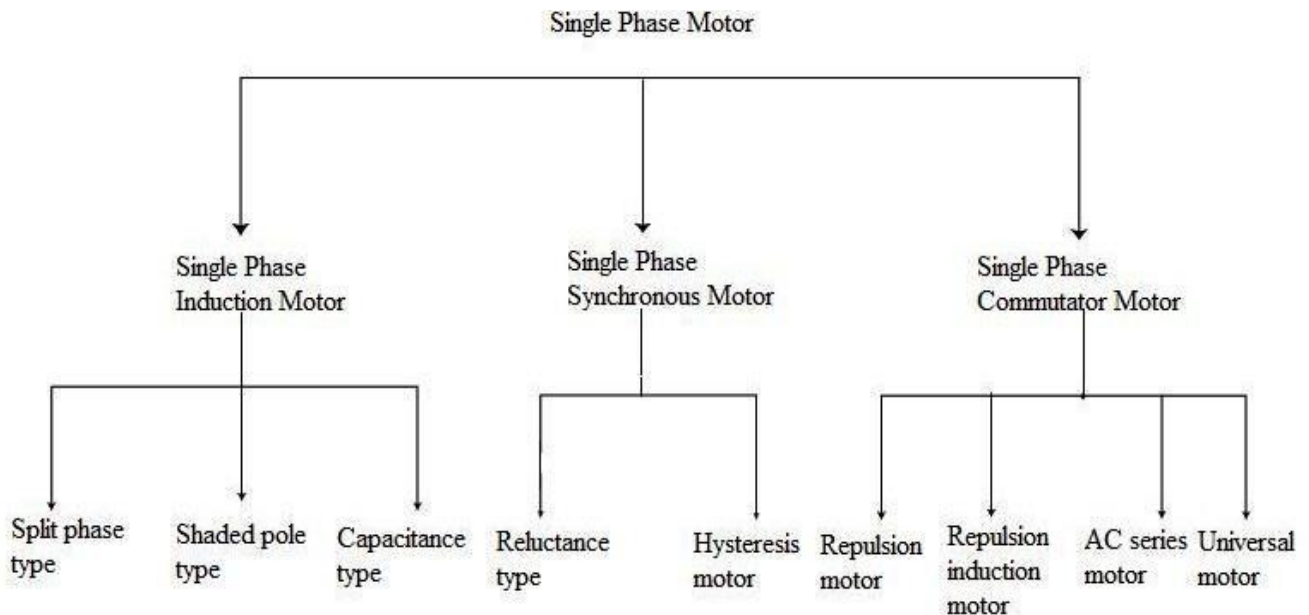 Single Phase Motor
Single Phase
Induction Motor
Single Phase
Synchronous Motor
Single Phase
Commutator Motor
Split phase
type
Shaded pole
type
Capacitance
type
Reluctance
type
Hysteresis
motor
Repulsion
motor
Repulsion
induction
motor
AC series
motor
Universal
motor